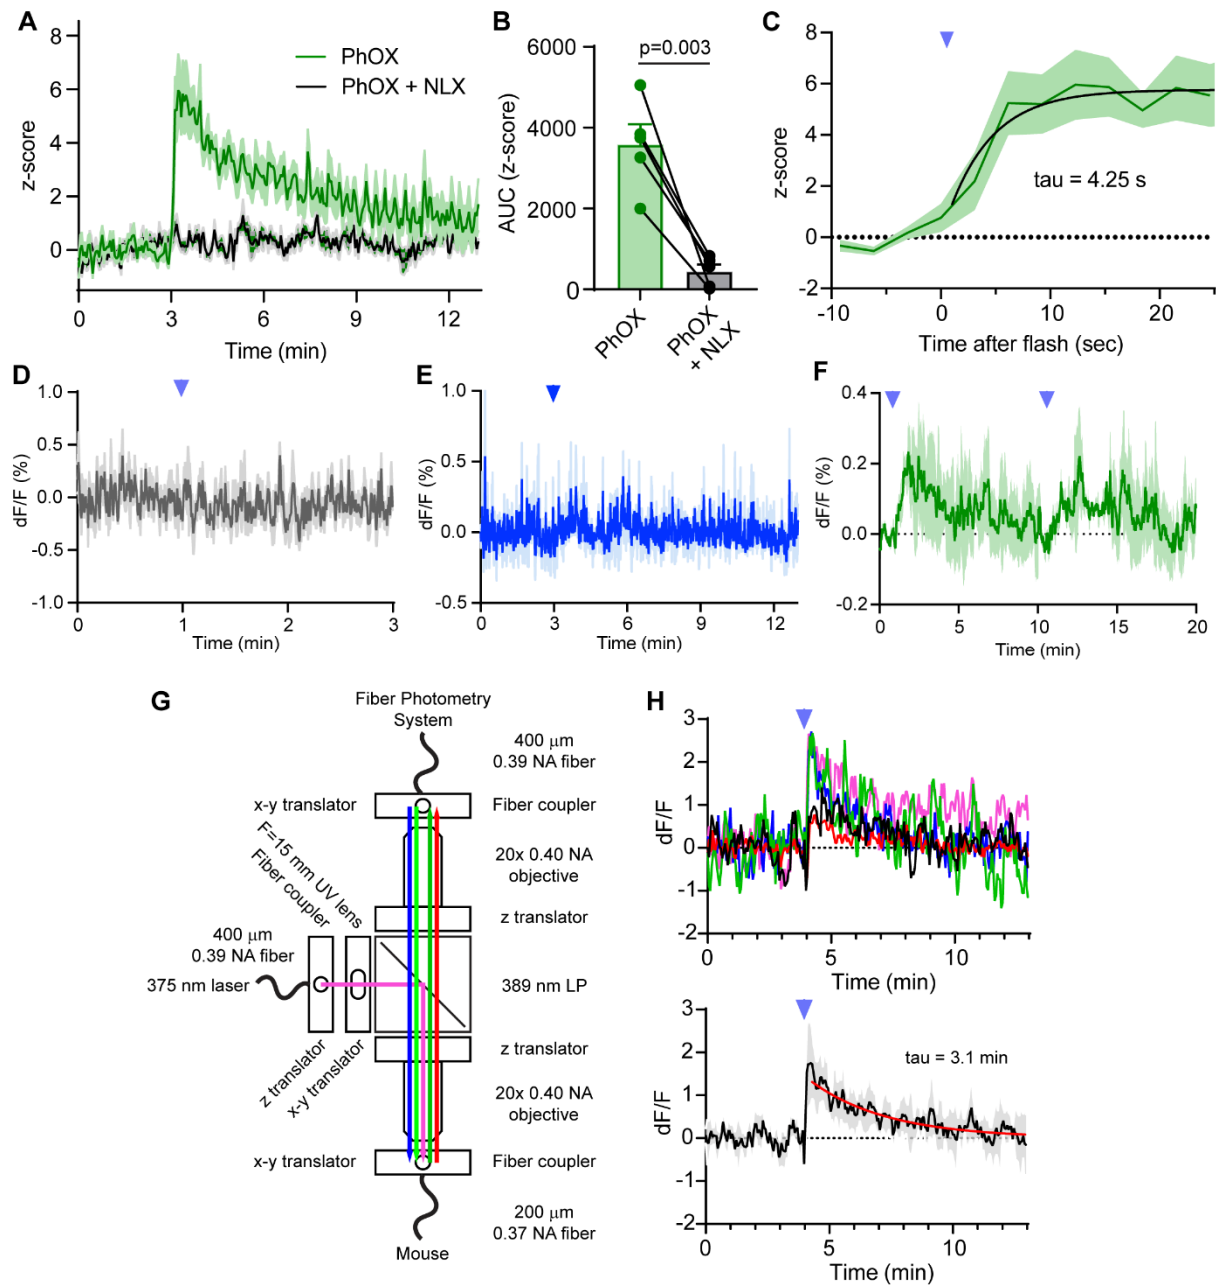 A
8
6
4
2
0
z-score
PhOX
PhOX + NLX
0
3
6
9
12
Time (min)
B
6000
4000
2000
0
AUC (z-score)
p=0.003
PhOX
PhOX
+ NLX
C
8
6
4
2
0
-2
z-score
tau = 4.25 s
-10
0
10
20
Time after flash (sec)
D
1.0
0.5
0.0
-0.5
-1.0
dF/F (%)
0
1
2
3
Time (min)
E
1.0
0.5
0.0
-0.5
dF/F (%)
0
3
6
9
12
Time (min)
F
0.4
0.2
0.0
-0.2
dF/F (%)
0
5
10
15
20
Time (min)
G
Fiber Photometry
System
400 μm
0.39 NA fiber
x-y translator
Fiber coupler
20x 0.40 NA
objective
F=15 mm UV lens
Fiber coupler
z translator
400 μm
0.39 NA fiber
375 nm laser
389 nm LP
z translator
x-y translator
z translator
20x 0.40 NA
objective
x-y translator
Fiber coupler
200 μm
0.37 NA fiber
Mouse
H
3
2
1
0
-1
-2
dF/F
0
5
10
Time (min)
3
2
1
0
-1
-2
dF/F
tau = 3.1 min
0
5
10
Time (min)